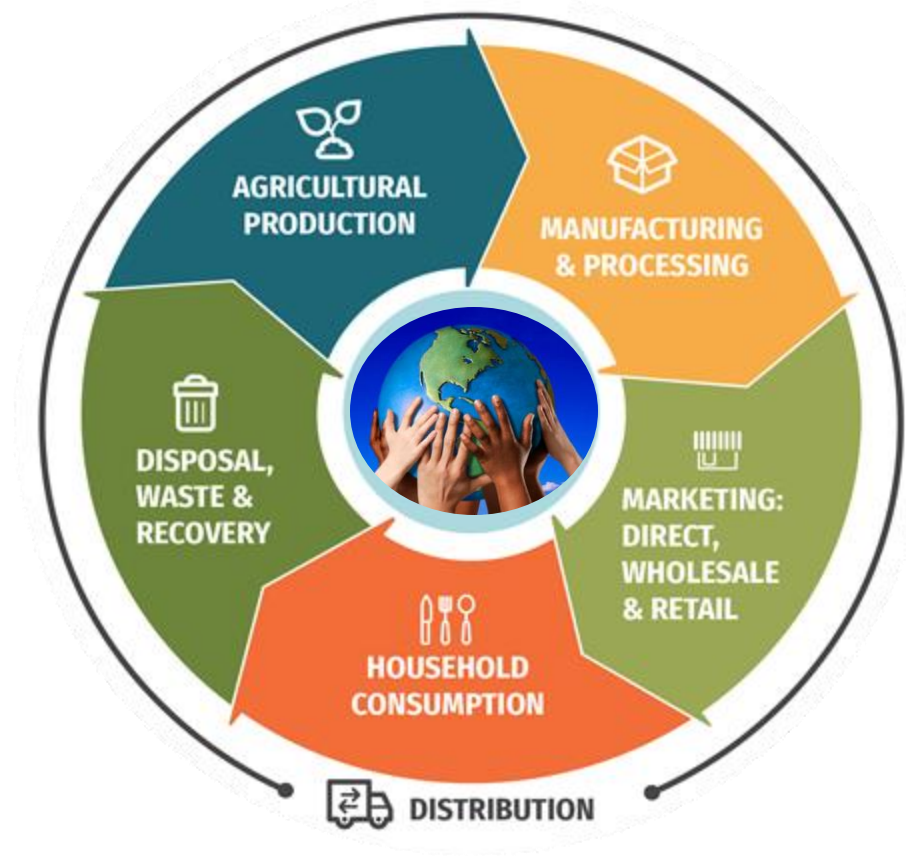 AGRICULTURAL
PRODUCTION
MANUFACTURING
& PROCESSING
MARKETING:
DIRECT,
WHOLESALE
& RETAIL
HOUSEHOLD
CONSUMPTION
DISPOSAL,
WASTE &
RECOVERY
DISTRIBUTION